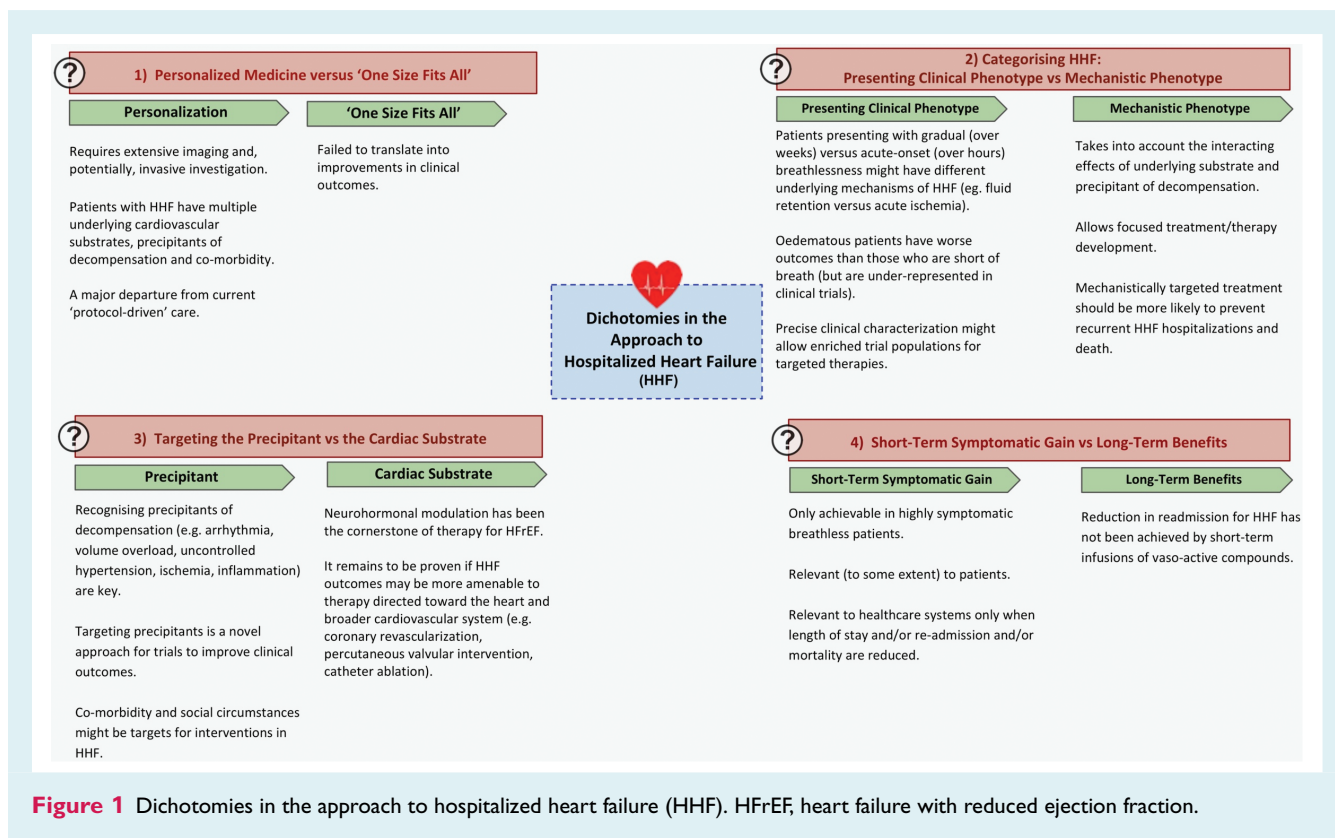 ?
1) Personalized Medicine versus ‘One Size Fits All’
Personalization
Requires extensive imaging and,
potentially, invasive investigation.
Patients with HHF have multiple
underlying cardiovascular
substrates, precipitants of
decompensation and co-morbidity.
A major departure from current
‘protocol-driven’ care.
‘One Size Fits All’
Failed to translate into
improvements in clinical
outcomes.
?
2) Categorising HHF:
Presenting Clinical Phenotype vs Mechanistic Phenotype
Presenting Clinical Phenotype
Patients presenting with gradual (over
weeks) versus acute-onset (over hours)
breathlessness might have different
underlying mechanisms of HHF (eg. fluid
retention versus acute ischemia).
Oedematous patients have worse
outcomes than those who are short of
breath (but are under-represented in
clinical trials).
Precise clinical characterization might
allow enriched trial populations for
targeted therapies.
Mechanistic Phenotype
Takes into account the interacting
effects of underlying substrate and
precipitant of decompensation.
Allows focused treatment/therapy
development.
Mechanistically targeted treatment
should be more likely to prevent
recurrent HHF hospitalizations and
death.
Dichotomies in the
Approach to
Hospitalized Heart Failure
(HHF)
?
3) Targeting the Precipitant vs the Cardiac Substrate
Precipitant
Recognising precipitants of
decompensation (e.g. arrhythmia,
volume overload, uncontrolled
hypertension, ischemia, inflammation)
are key.
Targeting precipitants is a novel
approach for trials to improve clinical
outcomes.
Co-morbidity and social circumstances
might be targets for interventions in
HHF.
Cardiac Substrate
Neurohormonal modulation has been
the cornerstone of therapy for HFrEF.
It remains to be proven if HHF
outcomes may be more amenable to
therapy directed toward the heart and
broader cardiovascular system (e.g.
coronary revascularization,
percutaneous valvular intervention,
catheter ablation).
?
4) Short-Term Symptomatic Gain vs Long-Term Benefits
Short-Term Symptomatic Gain
Only achievable in highly symptomatic
breathless patients.
Relevant (to some extent) to patients.
Relevant to healthcare systems only when
length of stay and/or re-admission and/or
mortality are reduced.
Long-Term Benefits
Reduction in readmission for HHF has
not been achieved by short-term
infusions of vaso-active compounds.
Figure 1 Dichotomies in the approach to hospitalized heart failure (HHF). HFrEF, heart failure with reduced ejection fraction.